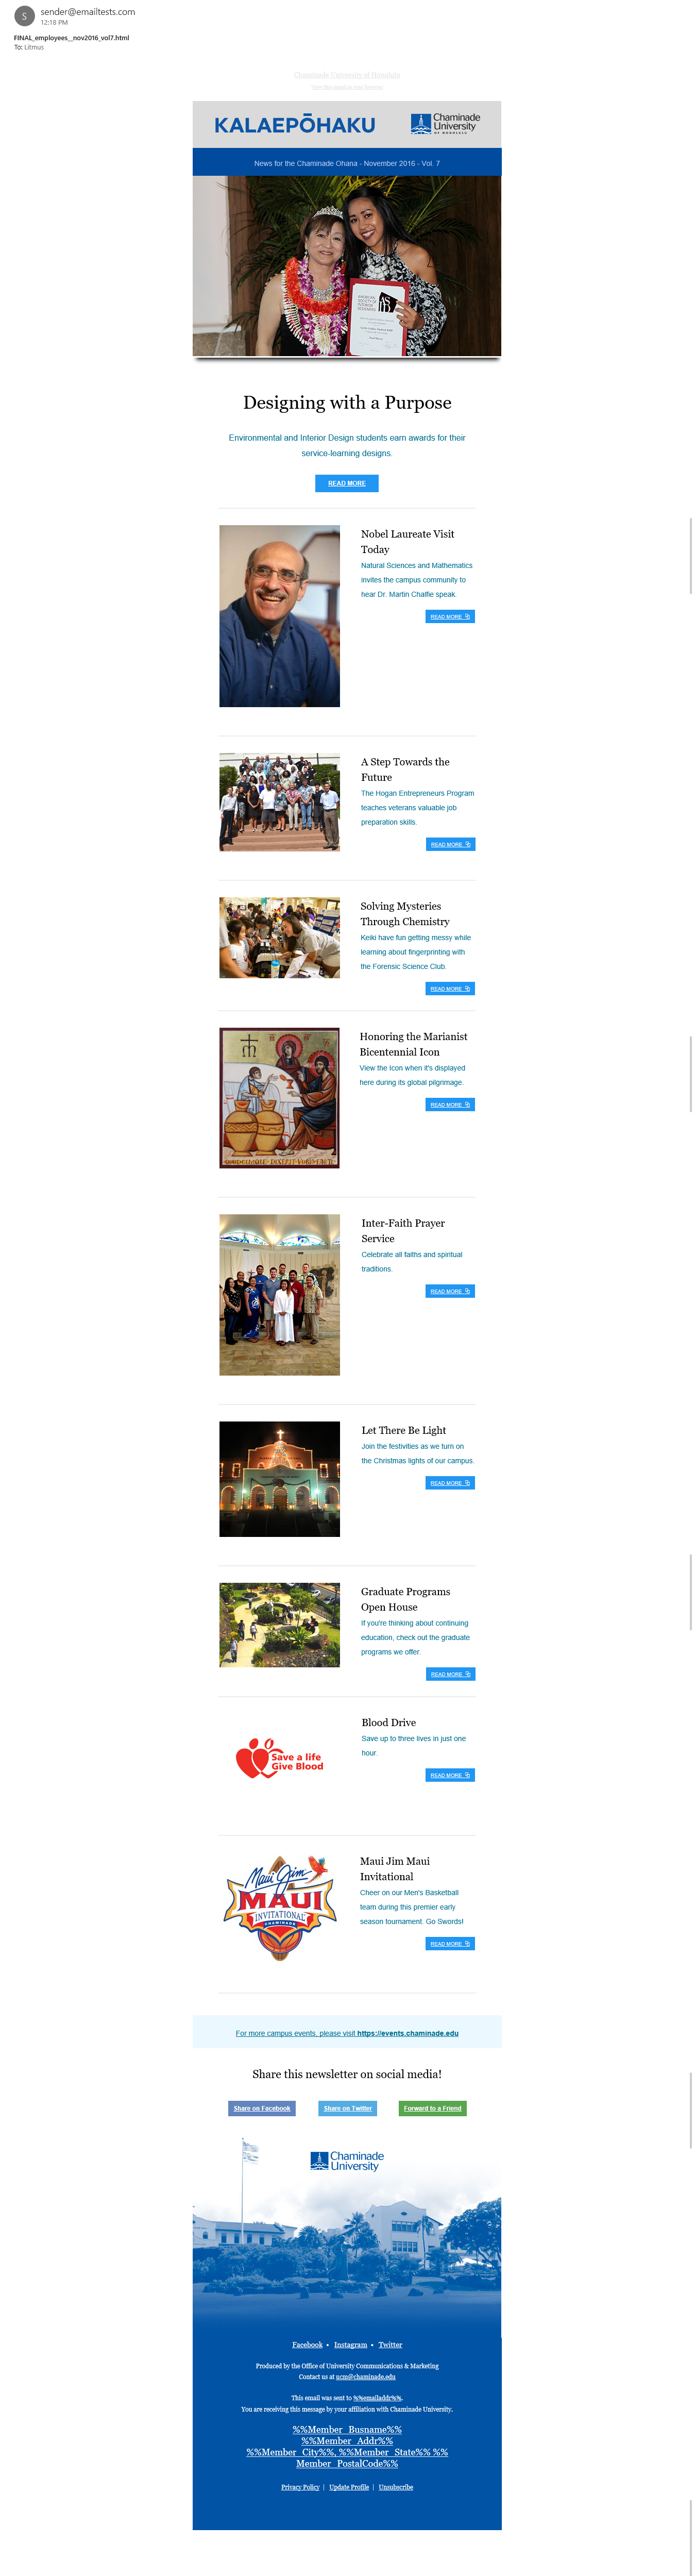 S
sender@emailtests.com
12:18 PM
FINAL_employees__nov2016_vol7.html
To: Litmus
Chaminade University of Honolulu
View this email in your browser
KALAEPŌHAKU
Chaminade
University
OF HONOLULU
News for the Chaminade Ohana - November 2016 - Vol. 7
Designing with a Purpose
Environmental and Interior Design students earn awards for their
service-learning designs.
READ MORE
Nobel Laureate Visit
Today
Natural Sciences and Mathematics
invites the campus community to
hear Dr. Martin Chalfie speak.
READ MORE
A Step Towards the
Future
The Hogan Entrepreneurs Program
teaches veterans valuable job
preparation skills.
READ MORE
Solving Mysteries
Through Chemistry
Keiki have fun getting messy while
learning about fingerprinting with
the Forensic Science Club.
READ MORE
Honoring the Marianist
Bicentennial Icon
View the Icon when it's displayed
here during its global pilgrimage.
READ MORE
Inter-Faith Prayer
Service
Celebrate all faiths and spiritual
traditions.
READ MORE
Let There Be Light
Join the festivities as we turn on
the Christmas lights of our campus.
READ MORE
Graduate Programs
Open House
If you're thinking about continuing
education, check out the graduate
programs we offer.
READ MORE
Save a life
Give Blood
Blood Drive
Save up to three lives in just one
hour.
READ MORE
Maui Jim
MAUI
INVITATIONAL
CHAMINADE
Maui Jim Maui
Invitational
Cheer on our Men's Basketball
team during this premier early
season tournament. Go Swords!
READ MORE
For more campus events, please visit https://events.chaminade.edu
Share this newsletter on social media!
Share on Facebook
Share on Twitter
Forward to a Friend
Chaminade
University
Facebook • Instagram • Twitter
Produced by the Office of University Communications & Marketing
Contact us at ucm@chaminade.edu
This email was sent to %%emailaddr%%.
You are receiving this message by your affiliation with Chaminade University.
%%Member_Busname%%
%%Member_Addr%%
%%Member_City%%, %%Member_State%% %%
Member_PostalCode%%
Privacy Policy | Update Profile | Unsubscribe